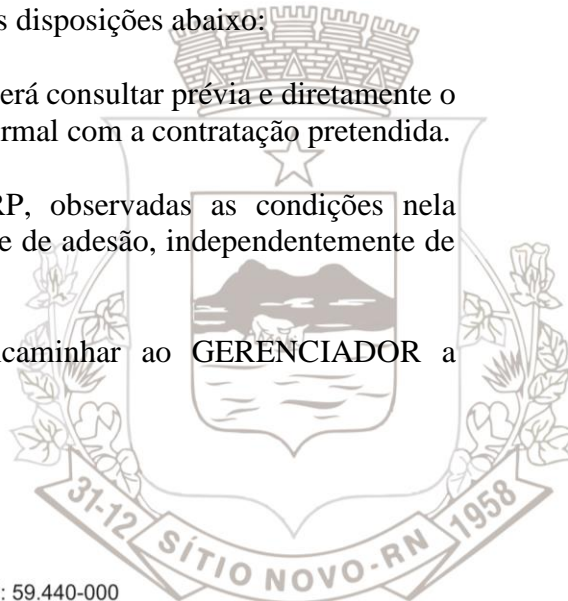 s disposições abaixo:
erá consultar prévia e diretamente o
ormal com a contratação pretendida.
RP, observadas as condições nela
e de adesão, independentemente de
caminhar ao GERENCIADOR a
31-12 SÍTIO NOVO-RN 1958
: 59.440-000